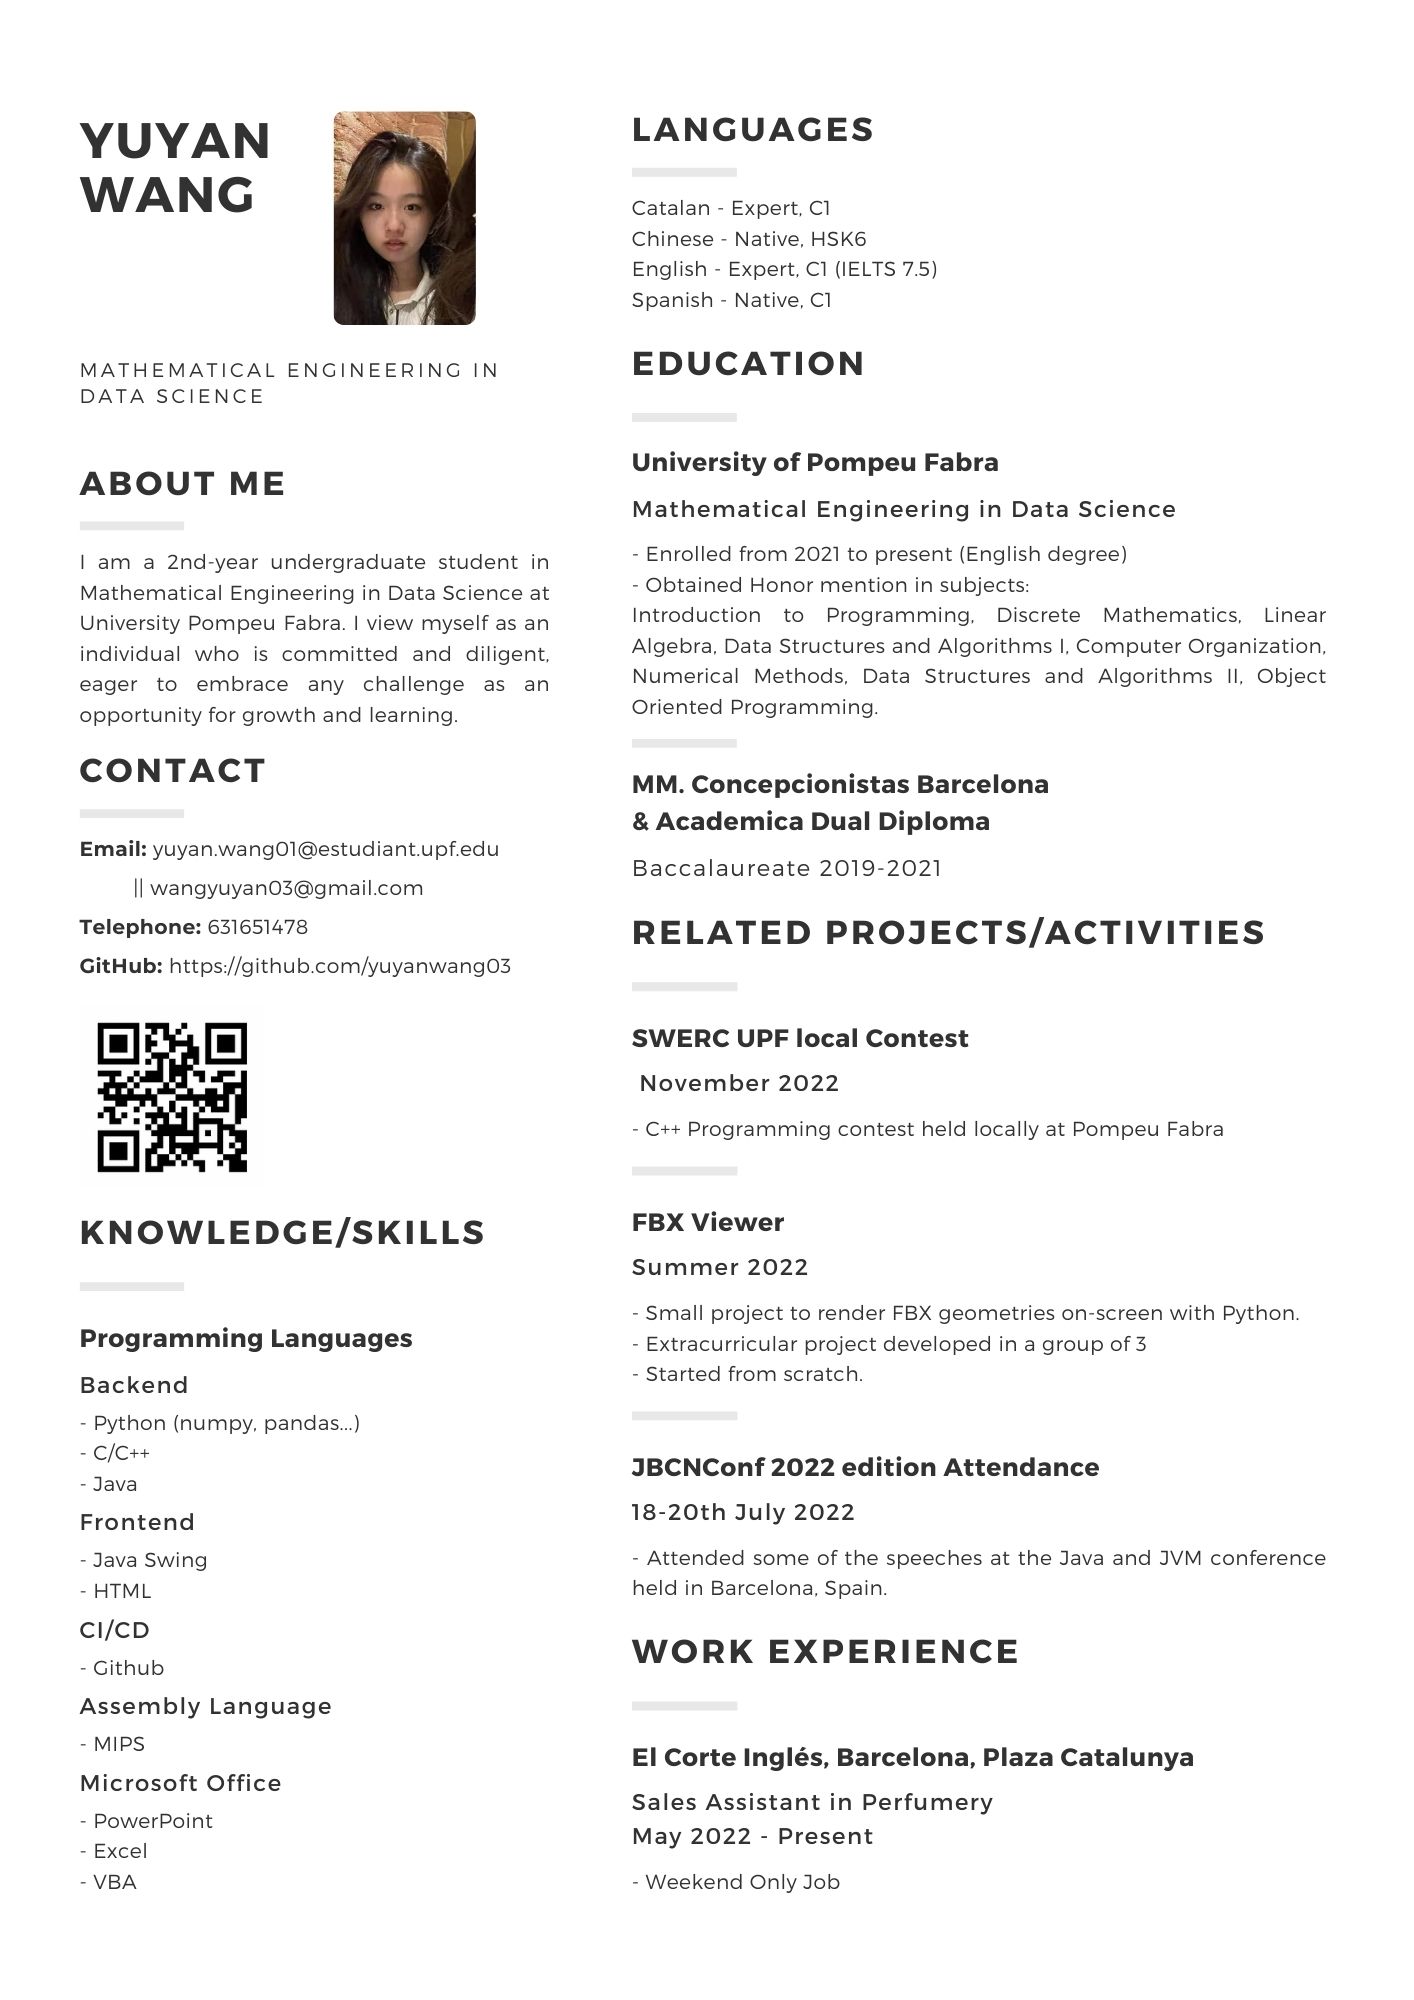 YUYAN
WANG
MATHEMATICAL ENGINEERING IN
DATA SCIENCE
ABOUT ME
I am a 2nd-year undergraduate student in
Mathematical Engineering in Data Science at
University Pompeu Fabra. I view myself as an
individual who is committed and diligent,
eager to embrace any challenge as an
opportunity for growth and learning.
CONTACT
Email: yuyan.wang01@estudiant.upf.edu
|| wangyuyan03@gmail.com
Telephone: 631651478
GitHub: https://github.com/yuyanwang03
KNOWLEDGE/SKILLS
Programming Languages
Backend
- Python (numpy, pandas...)
- C/C++
- Java
Frontend
- Java Swing
- HTML
CI/CD
- Github
Assembly Language
- MIPS
Microsoft Office
- PowerPoint
- Excel
- VBA
LANGUAGES
Catalan - Expert, C1
Chinese - Native, HSK6
English - Expert, C1 (IELTS 7.5)
Spanish - Native, C1
EDUCATION
University of Pompeu Fabra
Mathematical Engineering in Data Science
- Enrolled from 2021 to present (English degree)
- Obtained Honor mention in subjects:
Introduction to Programming, Discrete Mathematics, Linear
Algebra, Data Structures and Algorithms I, Computer Organization,
Numerical Methods, Data Structures and Algorithms II, Object
Oriented Programming.
MM. Concepcionistas Barcelona
& Academica Dual Diploma
Baccalaureate 2019-2021
RELATED PROJECTS/ACTIVITIES
SWERC UPF local Contest
November 2022
- C++ Programming contest held locally at Pompeu Fabra
FBX Viewer
Summer 2022
- Small project to render FBX geometries on-screen with Python.
- Extracurricular project developed in a group of 3
- Started from scratch.
JBCNConf 2022 edition Attendance
18-20th July 2022
- Attended some of the speeches at the Java and JVM conference
held in Barcelona, Spain.
WORK EXPERIENCE
El Corte Inglés, Barcelona, Plaza Catalunya
Sales Assistant in Perfumery
May 2022 - Present
- Weekend Only Job